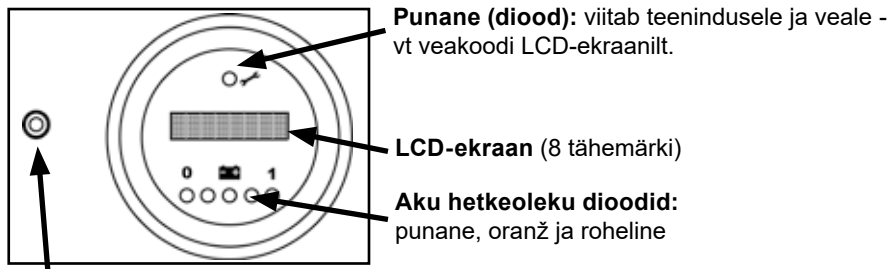 Punane (diood): viitab teenindusele ja veale -
vt veakoodi LCD-ekraanilt.
LCD-ekraan (8 tähemärki)
0 1
Aku hetkeoleku dioodid:
punane, oranž ja roheline